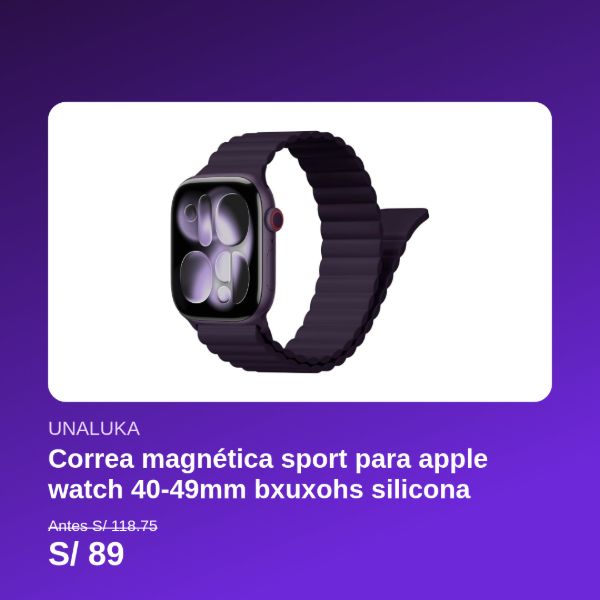 UNALUKA
Correa magnética sport para apple
watch 40-49mm bxuxohs silicona
Antes S/ 118.75
S/ 89